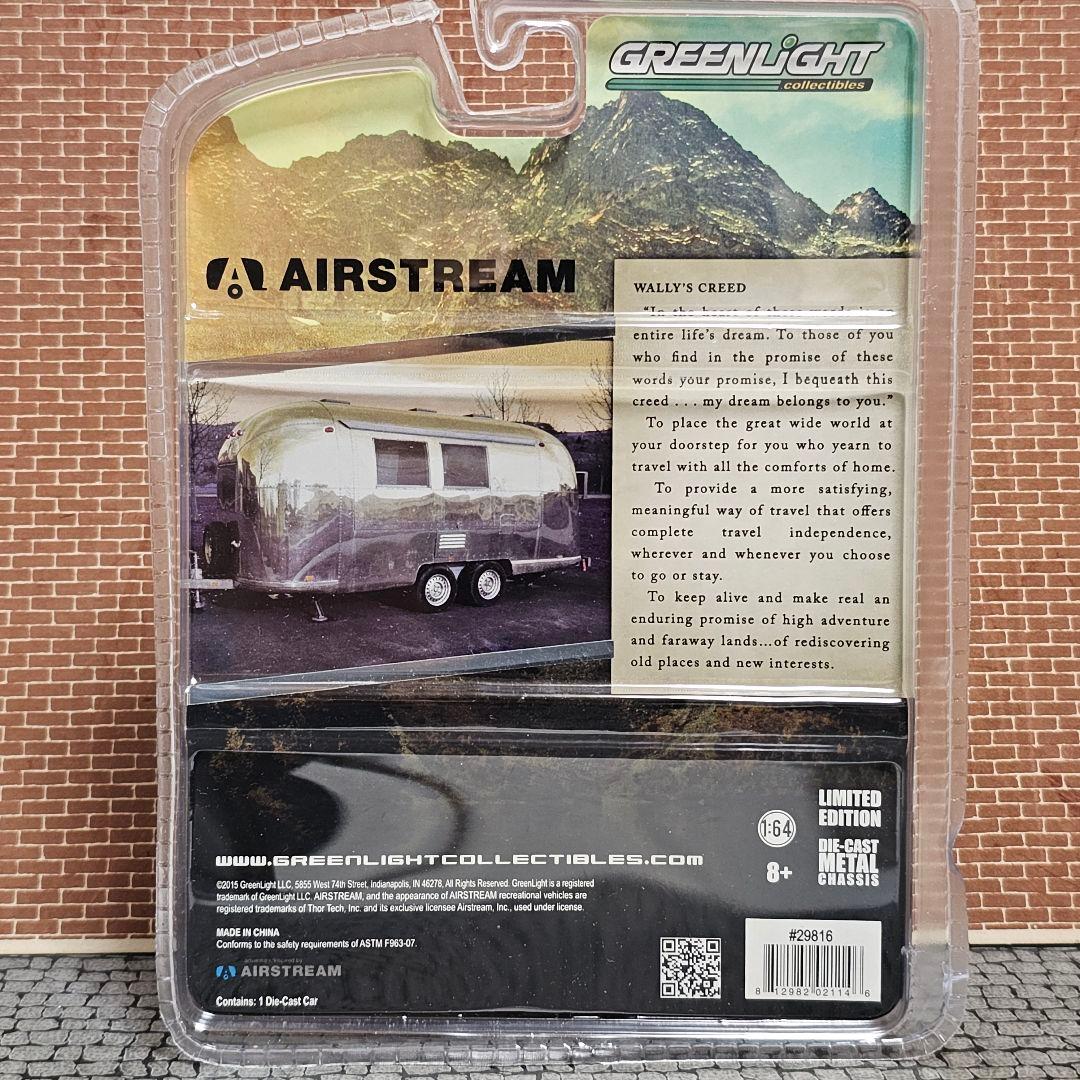 GREENLiGHT
collectibles
AIRSTREAM
WALLY'S CREED
"In the heart of these words is an
entire life's dream. To those of you
who find in the promise of these
words your promise, I bequeath this
creed . . . my dream belongs to you."
To place the great wide world at
your doorstep for you who yearn to
travel with all the comforts of home.
To provide a more satisfying,
meaningful way of travel that offers
complete travel independence,
wherever and whenever you choose
to go or stay.
To keep alive and make real an
enduring promise of high adventure
and faraway lands...of rediscovering
old places and new interests.
LIMITED
EDITION
1:64
DIE-CAST
METAL
CHASSIS
8+
WWW.GREENLIGHTCOLLECTIBLES.COM
©2015 GreenLight LLC, 5855 West 74th Street, Indianapolis, IN 46278, All Rights Reserved. GreenLight is a registered
trademark of GreenLight LLC. AIRSTREAM, and the appearance of AIRSTREAM recreational vehicles are
registered trademarks of Thor Tech, Inc. and its exclusive licensee Airstream, Inc., used under license.
MADE IN CHINA
Conforms to the safety requirements of ASTM F963-07.
AIRSTREAM
Contains: 1 Die-Cast Car
#29816
8 12982 02114 6